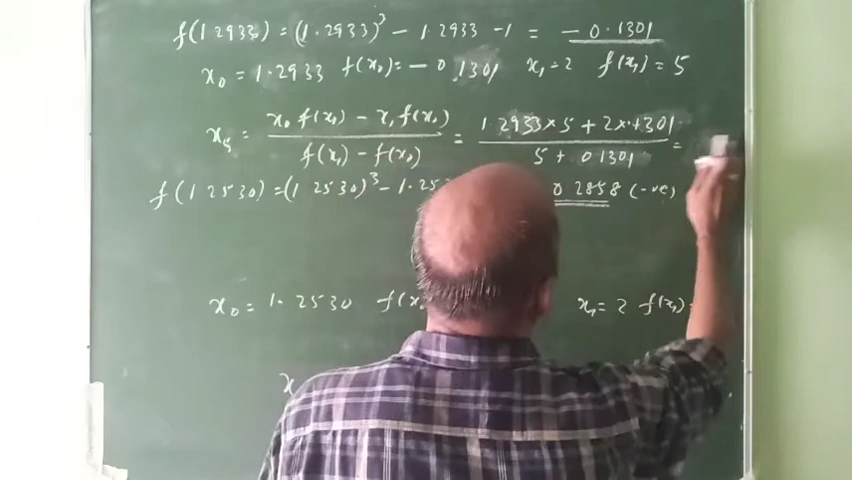 f(1.2933) = (1.2933)³ - 1.2933 - 1 = - 0.1301
x₀ = 1.2933 f(x₀) = - 0.1301 x₁ = 2 f(x₁) = 5
x₅ = x₀ f(x₁) - x₁ f(x₀) / f(x₁) - f(x₀) = 1.2933 × 5 + 2 × 1301 / 5 + 0.1301 =
f(1.2530) = (1.2530)³ - 1.25 0.2858 (-ve)
x₀ = 1.2530 f(x x₁ = 2 f(x₁) =
x